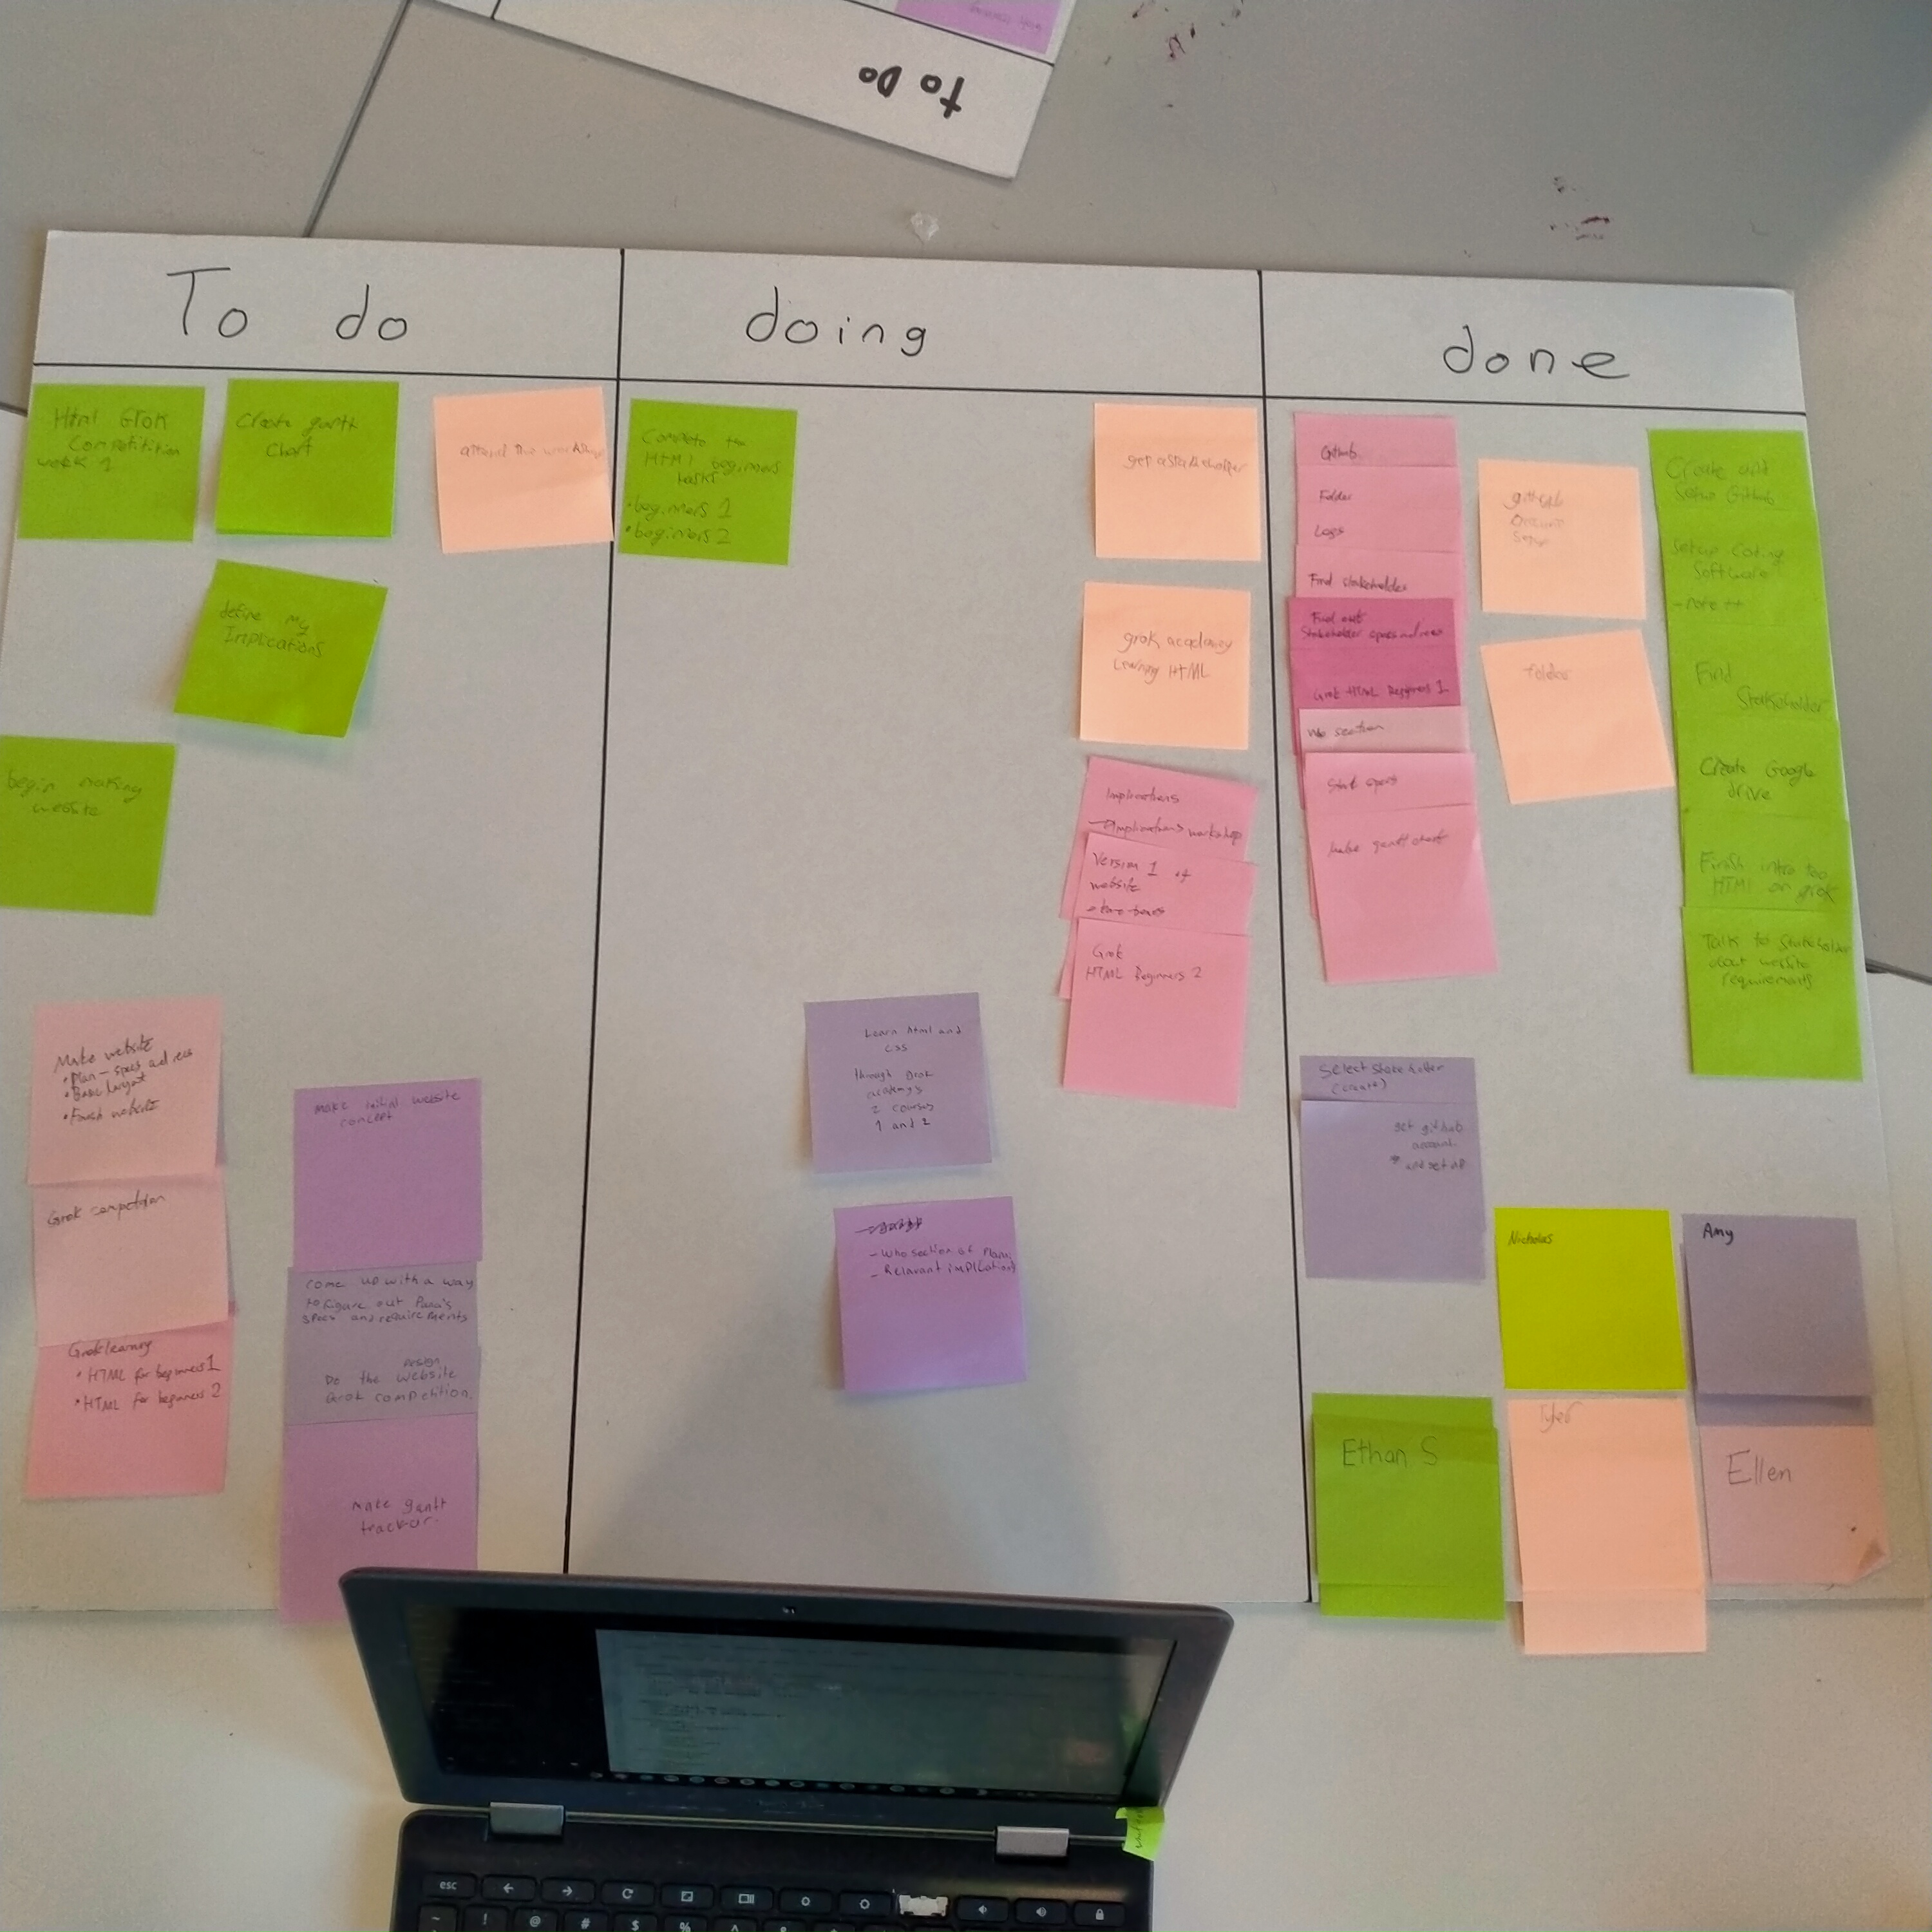 To Do
To do
doing
done
Html Grok
Competitition
week 1
Create gantt
Chart
attend the workshop
define my
Implications
begin making
website
Make website
• Plan - specs and reqs
• Basic layout
• Finish website
Grok competition
Grok learning
• HTML for beginners 1
• HTML for beginners 2
make initial website
concept
come up with a way
to figure out
specs and requirements
Design
Do the website
Grok competition.
make gantt
tracker.
Complete the
HTML beginners
tasks
• beginners 1
• beginners 2
get a stakeholder
grok academy
Learning HTML
Implications
→ Implications workshop
Version 1 of
website
Grok
HTML Beginners 2
Learn html and
css
through Grok
academys
2 courses
1 and 2
- Who section of Plan
- Relavant implications
Github
Folder
Logs
Find stakeholder
Find out
Stakeholder specs and reqs
Grok HTML Beginners 1
Who section
Start specs
Make gantt chart
github
Setup
folder
Create and
Setup Github
Setup Coding
Software
- note ++
Find
Stakeholder
Create Google
drive
Finish intro too
HTML on grok
Talk to Stakeholder
about website
requirements
Select Stakeholder
(create)
get github
account
and set up
Nicholas
Amy
Ethan S
Tyler
Ellen
esc
! @ # $ % ^